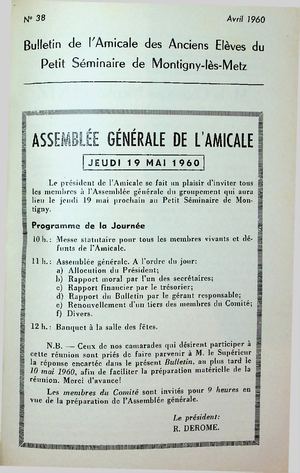 N° 38
Avril 1960
Bulletin de l'Amicale des Anciens Elèves du
Petit Séminaire de Montigny-lès-Metz
ASSEMBLÉE GÉNÉRALE DE L'AMICALE
JEUDI 19 MAI 1960
Le président de l'Amicale se fait un plaisir d'inviter tous
les membres à l'Assemblée générale du groupement qui aura
lieu le jeudi 19 mai prochain au Petit Séminaire de Mon-
tigny.
Programme de la Journée
10 h. : Messe statutaire pour tous les membres vivants et dé-
funts de l'Amicale.
11 h. : Assemblée générale. A l'ordre du jour:
a) Allocution du Président;
b) Rapport moral par l'un des secrétaires;
c) Rapport financier par le trésorier;
d) Rapport du Bulletin par le gérant responsable;
e) Renouvellement d'un tiers des membres du Comité;
f) Divers.
12 h. : Banquet à la salle des fêtes.
N.B. — Ceux de nos camarades qui désirent participer à
cette réunion sont priés de faire parvenir à M. le Supérieur
la réponse encartée dans le présent Bulletin, au plus tard le
10 mai 1960, afin de faciliter la préparation matérielle de la
réunion. Merci d'avance!
Les membres du Comité sont invités pour 9 heures en
vue de la préparation de l'Assemblée générale.
Le président:
R. DEROME.